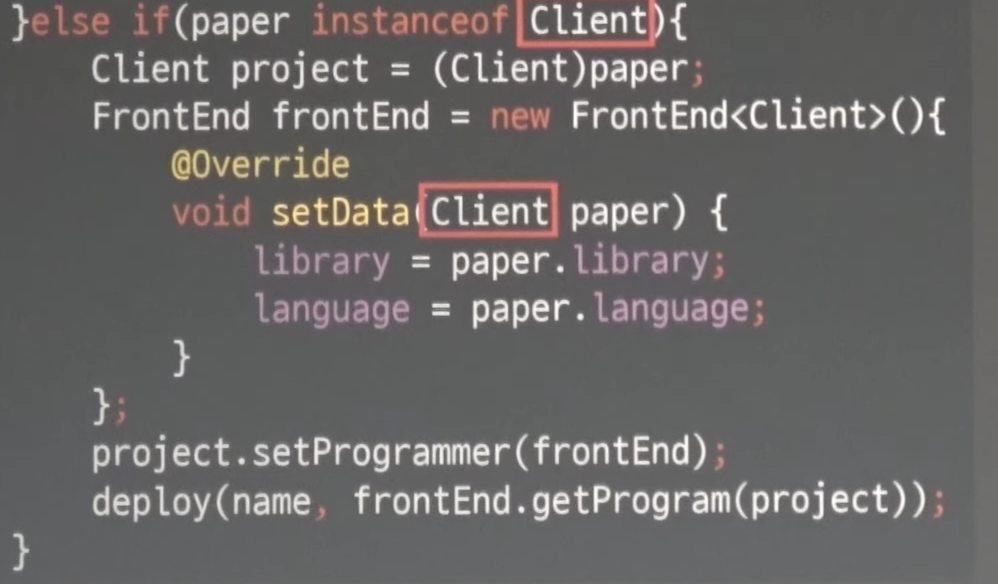 }else if(paper instanceof Client){
Client project = (Client)paper;
FrontEnd frontEnd = new FrontEnd<Client>(){
@Override
void setData(Client paper) {
library = paper.library;
language = paper.language;
}
};
project.setProgrammer(frontEnd);
deploy(name, frontEnd.getProgram(project));
}